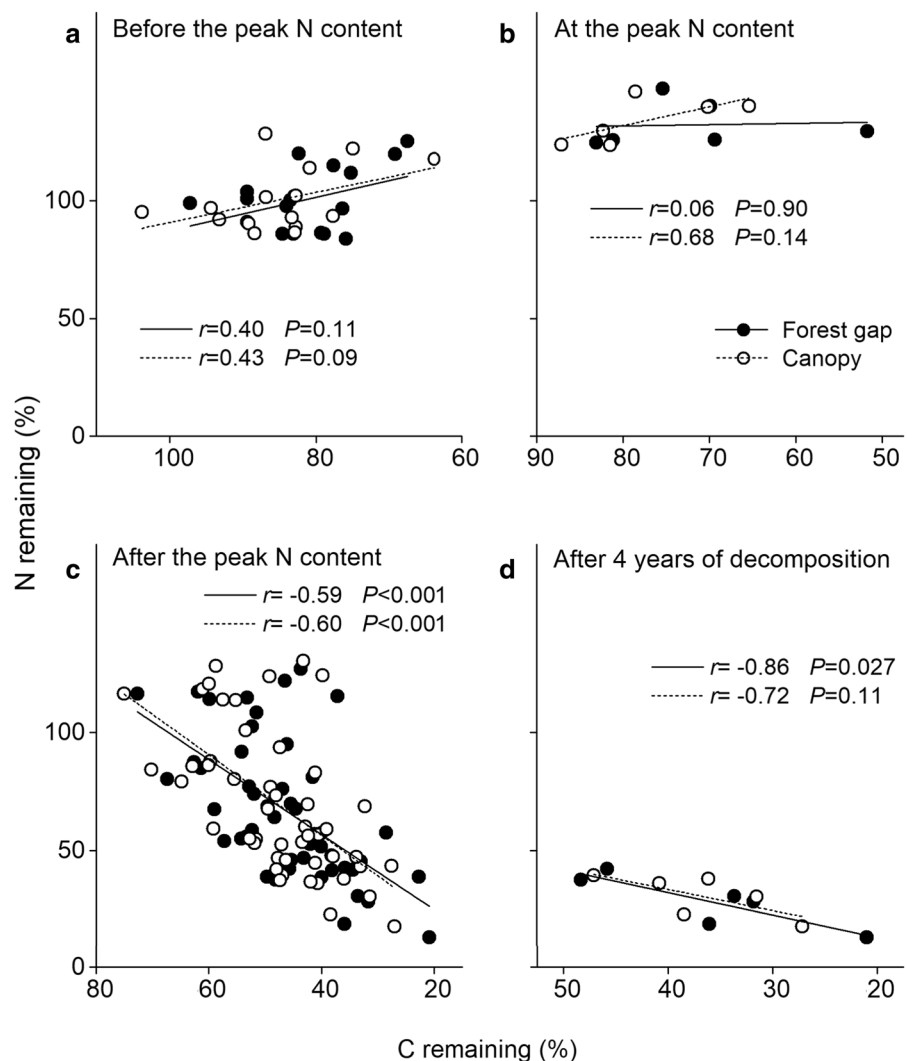 a Before the peak N content
100
50
0
100 80 60
r=0.40 P=0.11
r=0.43 P=0.09
b At the peak N content
r=0.06 P=0.90
r=0.68 P=0.14
Forest gap
Canopy
90 80 70 60 50
N remaining (%)
c After the peak N content
r= -0.59 P<0.001
r= -0.60 P<0.001
100
50
0
80 60 40 20
d After 4 years of decomposition
r= -0.86 P=0.027
r= -0.72 P=0.11
50 40 30 20
C remaining (%)